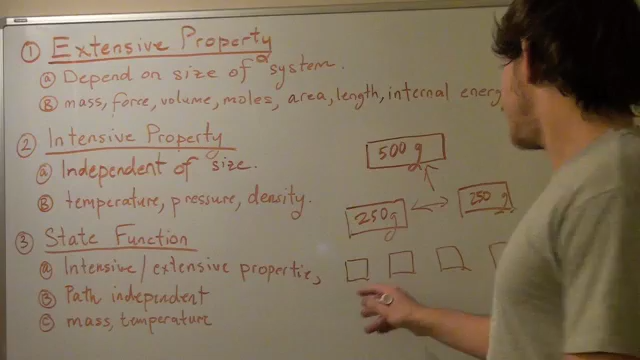 ① Extensive Property
ⓐ Depend on size of a system.
Ⓑ mass, force, volume, moles, area, length, internal energy
② Intensive Property
ⓐ Independent of size.
Ⓑ temperature, pressure, density.
③ State Function
ⓐ Intensive/extensive propertie,
Ⓑ Path independent
Ⓒ mass, temperature
500 g
250g
250 g